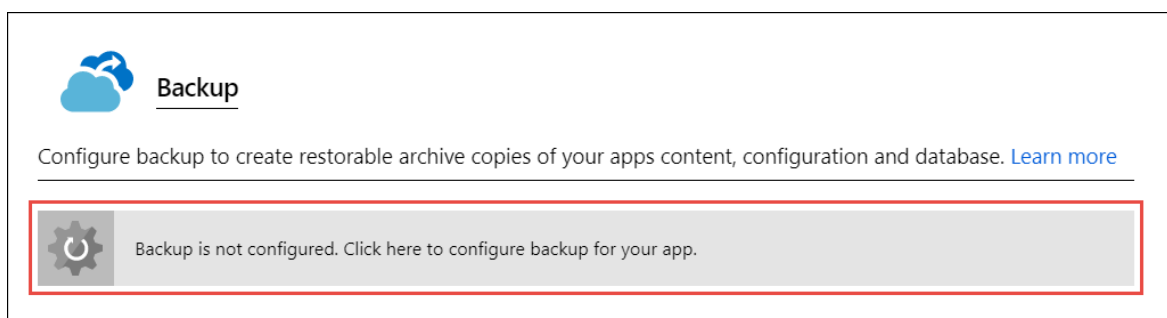 Backup
Configure backup to create restorable archive copies of your apps content, configuration and database. Learn more
Backup is not configured. Click here to configure backup for your app.